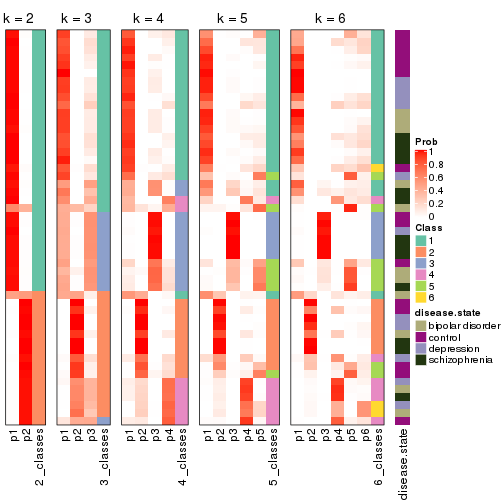 k = 2 k = 3 k = 4 k = 5 k = 6
Prob
1
0.8
0.6
0.4
0.2
0
Class
1
2
3
4
5
6
disease.state
bipolar disorder
control
depression
schizophrenia
p1 p2 2_classes p1 p2 p3 3_classes p1 p2 p3 p4 4_classes p1 p2 p3 p4 p5 5_classes p1 p2 p3 p4 p5 p6 6_classes disease.state